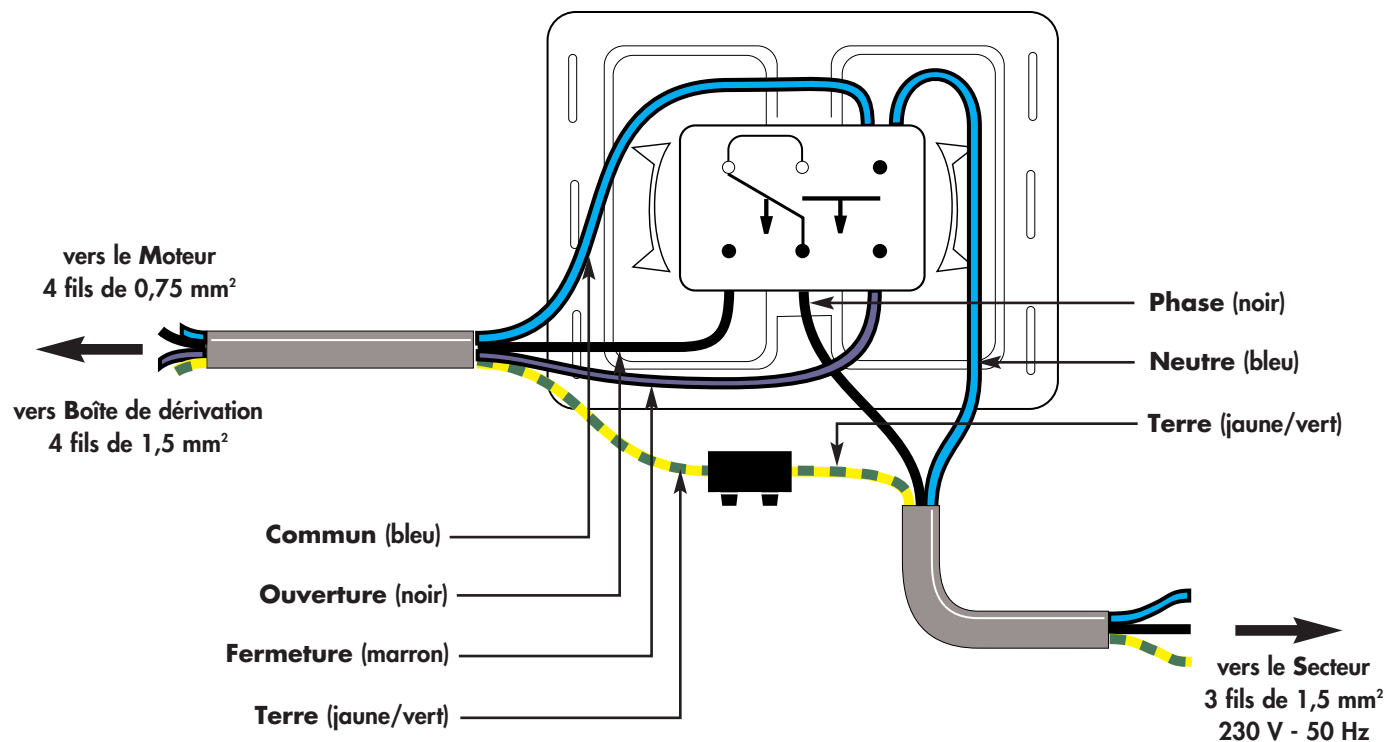 vers le Moteur
4 fils de 0,75 mm²
vers Boîte de dérivation
4 fils de 1,5 mm²
Phase (noir)
Neutre (bleu)
Terre (jaune/vert)
Commun (bleu)
Ouverture (noir)
Fermeture (marron)
Terre (jaune/vert)
vers le Secteur
3 fils de 1,5 mm²
230 V - 50 Hz